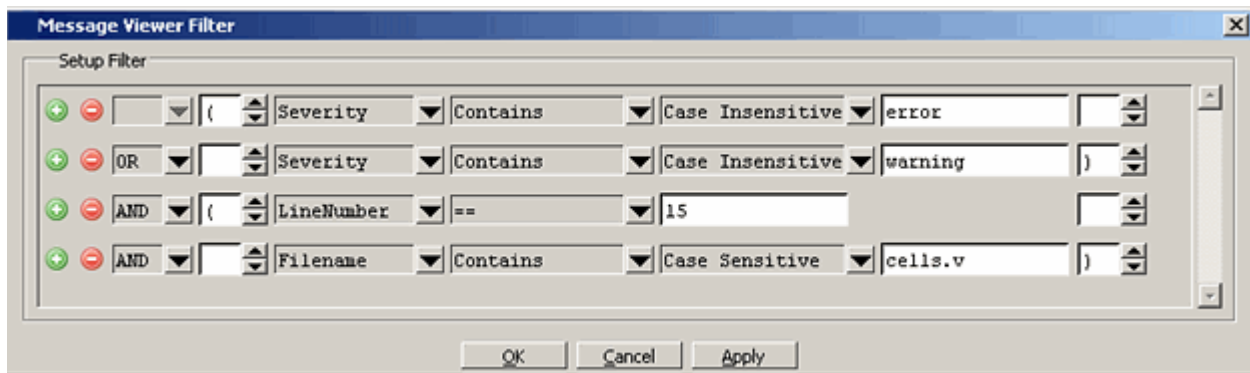 Message Viewer Filter
Setup Filter
( Severity Contains Case Insensitive error
OR Severity Contains Case Insensitive warning )
AND ( LineNumber == 15
AND Filename Contains Case Sensitive cells.v )
OK Cancel Apply